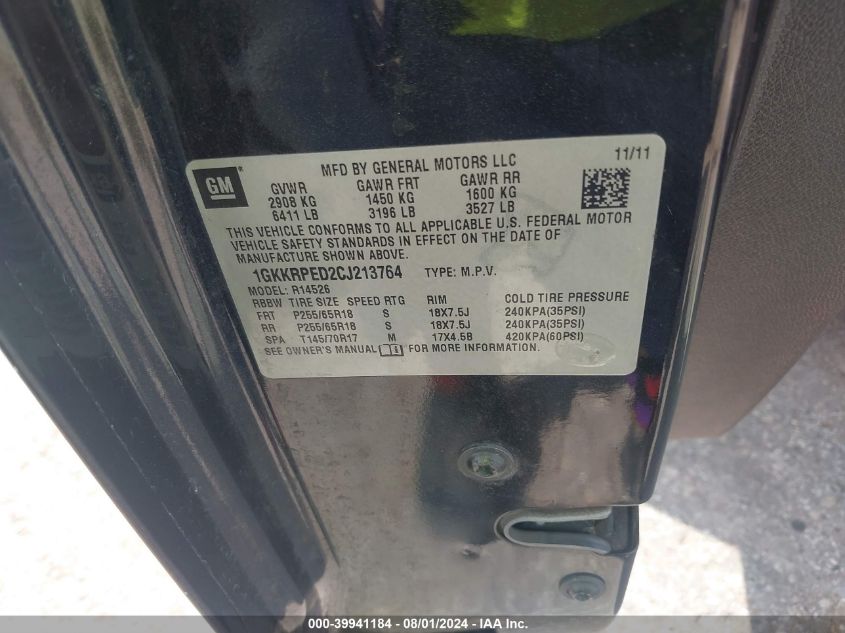 GM
MFD BY GENERAL MOTORS LLC 11/11
GVWR GAWR FRT GAWR RR
2908 KG 1450 KG 1600 KG
6411 LB 3196 LB 3527 LB
THIS VEHICLE CONFORMS TO ALL APPLICABLE U.S. FEDERAL MOTOR
VEHICLE SAFETY STANDARDS IN EFFECT ON THE DATE OF
MANUFACTURE SHOWN ABOVE.
1GKKRPED2CJ213764 TYPE: M.P.V.
MODEL: R14526
RBBW TIRE SIZE SPEED RTG RIM COLD TIRE PRESSURE
FRT P255/65R18 S 18X7.5J 240KPA(35PSI)
RR P255/65R18 S 18X7.5J 240KPA(35PSI)
SPA T145/70R17 M 17X4.5B 420KPA(60PSI)
SEE OWNER'S MANUAL FOR MORE INFORMATION.
000-39941184 - 08/01/2024 - IAA Inc.